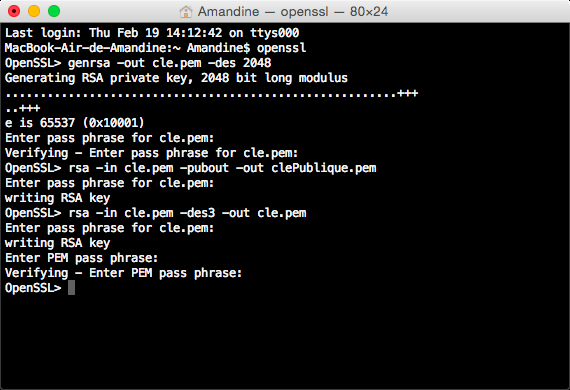 Amandine — openssl — 80×24
Last login: Thu Feb 19 14:12:42 on ttys000
MacBook-Air-de-Amandine:~ Amandine$ openssl
OpenSSL> genrsa -out cle.pem -des 2048
Generating RSA private key, 2048 bit long modulus
........................................................+++
..+++
e is 65537 (0x10001)
Enter pass phrase for cle.pem:
Verifying - Enter pass phrase for cle.pem:
OpenSSL> rsa -in cle.pem -pubout -out clePublique.pem
Enter pass phrase for cle.pem:
writing RSA key
OpenSSL> rsa -in cle.pem -des3 -out cle.pem
Enter pass phrase for cle.pem:
writing RSA key
Enter PEM pass phrase:
Verifying - Enter PEM pass phrase:
OpenSSL>